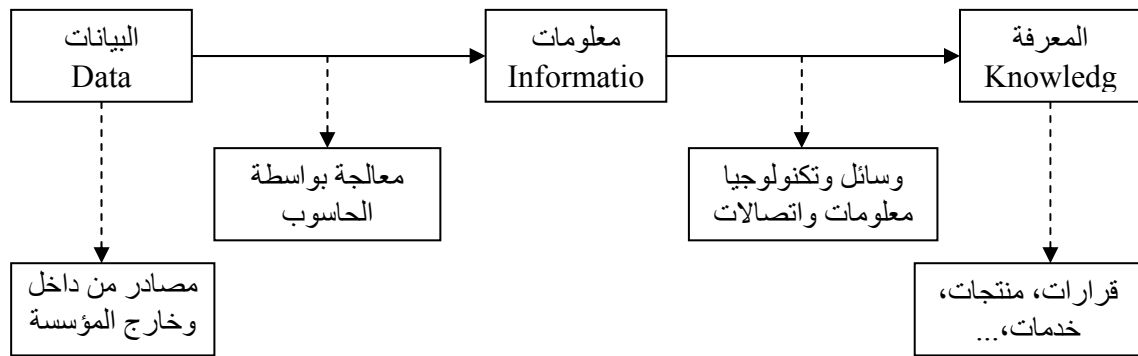 البيانات
Data
معلومات
Informatio
المعرفة
Knowledg
معالجة بواسطة
الحاسوب
وسائل وتكنولوجيا
معلومات واتصالات
مصادر من داخل
وخارج المؤسسة
قرارات، منتجات،
خدمات،...